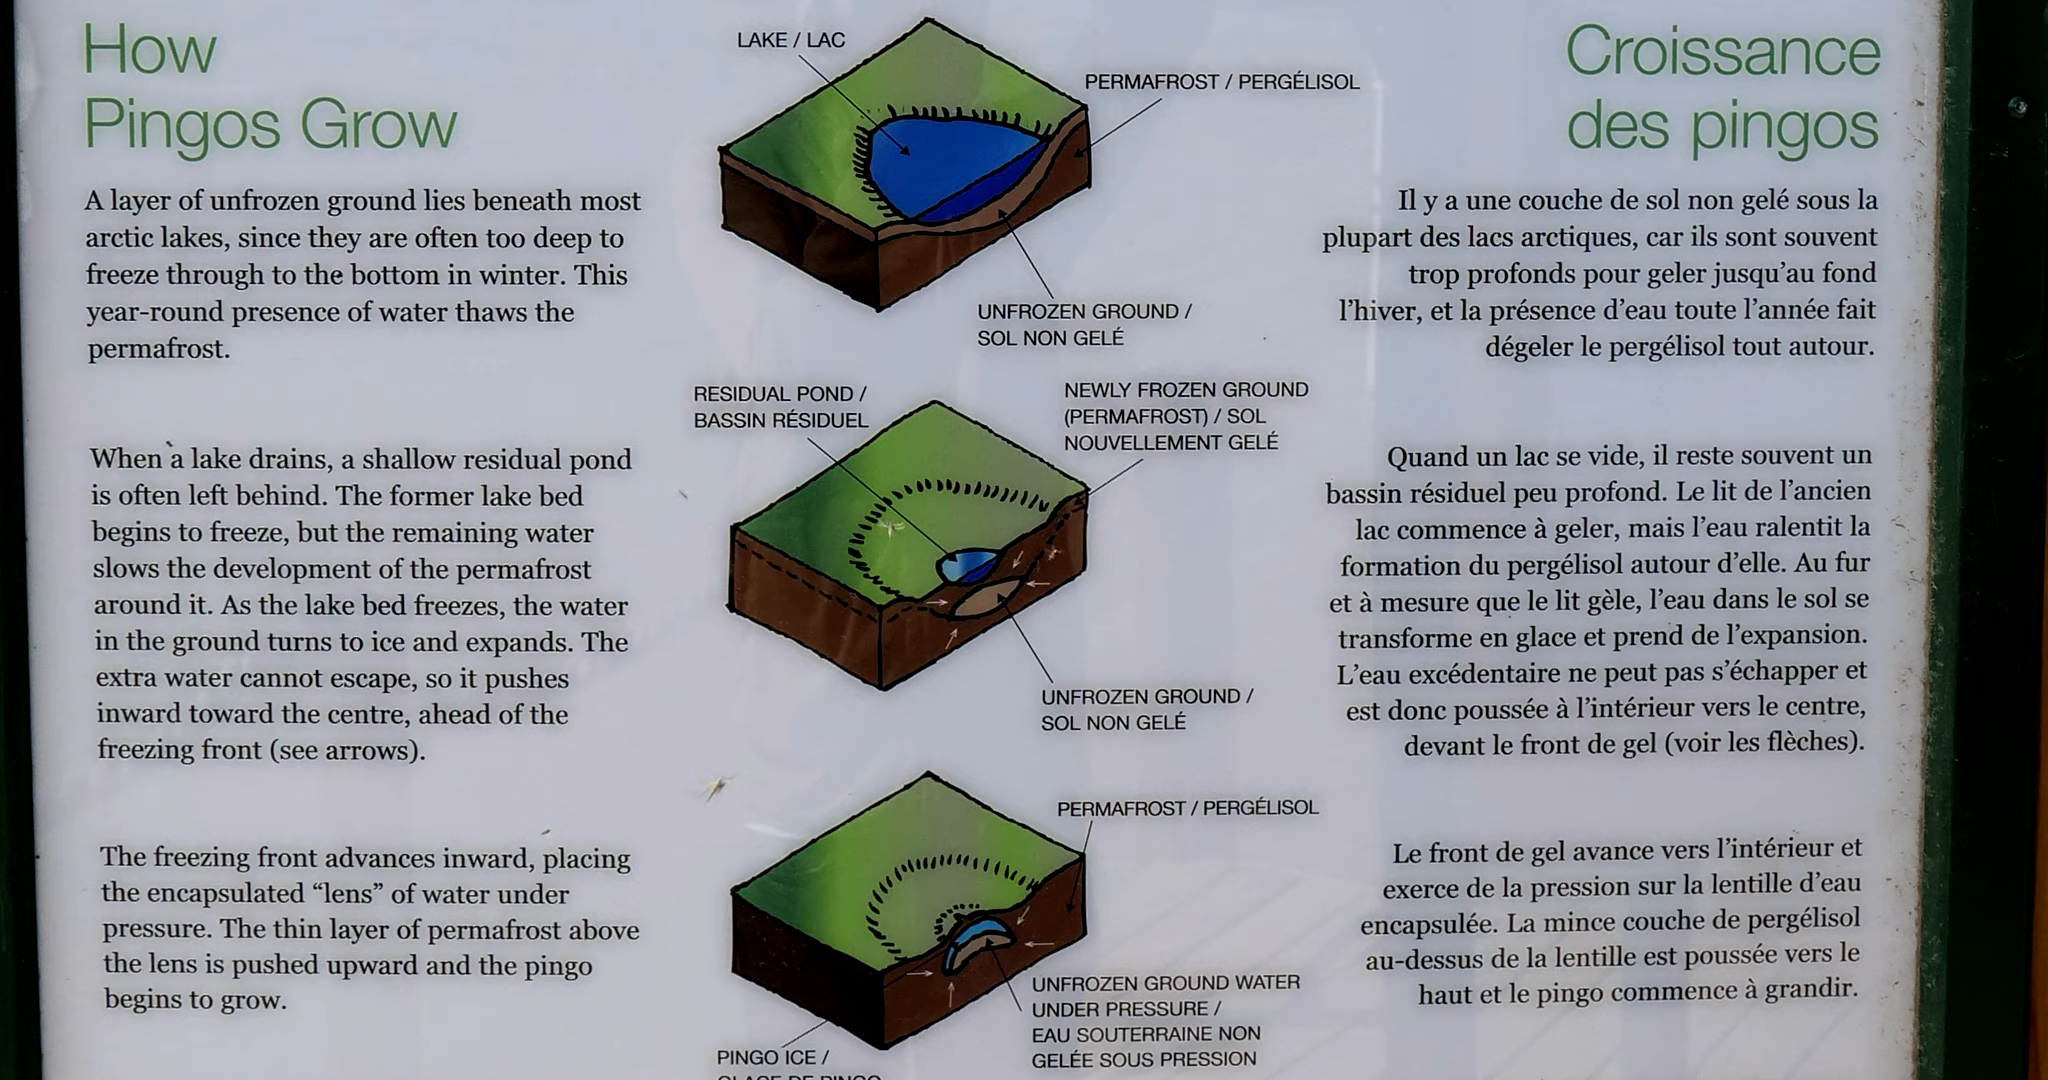 How
Pingos Grow
A layer of unfrozen ground lies beneath most
arctic lakes, since they are often too deep to
freeze through to the bottom in winter. This
year-round presence of water thaws the
permafrost.
When a lake drains, a shallow residual pond
is often left behind. The former lake bed
begins to freeze, but the remaining water
slows the development of the permafrost
around it. As the lake bed freezes, the water
in the ground turns to ice and expands. The
extra water cannot escape, so it pushes
inward toward the centre, ahead of the
freezing front (see arrows).
The freezing front advances inward, placing
the encapsulated “lens” of water under
pressure. The thin layer of permafrost above
the lens is pushed upward and the pingo
begins to grow.
LAKE / LAC
PERMAFROST / PERGÉLISOL
UNFROZEN GROUND /
SOL NON GELÉ
RESIDUAL POND /
BASSIN RÉSIDUEL
NEWLY FROZEN GROUND
(PERMAFROST) / SOL
NOUVELLEMENT GELÉ
UNFROZEN GROUND /
SOL NON GELÉ
PERMAFROST / PERGÉLISOL
UNFROZEN GROUND WATER
UNDER PRESSURE /
EAU SOUTERRAINE NON
GELÉE SOUS PRESSION
PINGO ICE /
GLACE DE PINGO
Croissance
des pingos
Il y a une couche de sol non gelé sous la
plupart des lacs arctiques, car ils sont souvent
trop profonds pour geler jusqu’au fond
l’hiver, et la présence d’eau toute l’année fait
dégeler le pergélisol tout autour.
Quand un lac se vide, il reste souvent un
bassin résiduel peu profond. Le lit de l’ancien
lac commence à geler, mais l’eau ralentit la
formation du pergélisol autour d’elle. Au fur
et à mesure que le lit gèle, l’eau dans le sol se
transforme en glace et prend de l’expansion.
L’eau excédentaire ne peut pas s’échapper et
est donc poussée à l’intérieur vers le centre,
devant le front de gel (voir les flèches).
Le front de gel avance vers l’intérieur et
exerce de la pression sur la lentille d’eau
encapsulée. La mince couche de pergélisol
au-dessus de la lentille est poussée vers le
haut et le pingo commence à grandir.